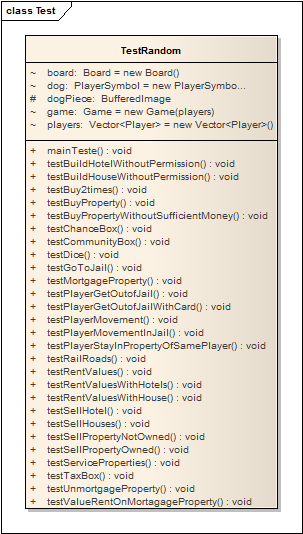 class Test
TestRandom
~ board: Board = new Board()
~ dog: PlayerSymbol = new PlayerSymbo...
# dogPiece: BufferedImage
~ game: Game = new Game(players)
~ players: Vector<Player> = new Vector<Player>()
+ mainTeste() : void
+ testBuildHotelWithoutPermission() : void
+ testBuildHouseWithoutPermission() : void
+ testBuy2times() : void
+ testBuyProperty() : void
+ testBuyPropertyWithoutSufficientMoney() : void
+ testChanceBox() : void
+ testCommunityBox() : void
+ testDice() : void
+ testGoToJail() : void
+ testMortgageProperty() : void
+ testPlayerGetOutofJail() : void
+ testPlayerGetOutofJailWithCard() : void
+ testPlayerMovement() : void
+ testPlayerMovementInJail() : void
+ testPlayerStayInPropertyOfSamePlayer() : void
+ testRailRoads() : void
+ testRentValues() : void
+ testRentValuesWithHotels() : void
+ testRentValuesWithHouse() : void
+ testSellHotel() : void
+ testSellHouses() : void
+ testSellPropertyNotOwned() : void
+ testSellPropertyOwned() : void
+ testServiceProperties() : void
+ testTaxBox() : void
+ testUnmortgageProperty() : void
+ testValueRentOnMortagageProperty() : void